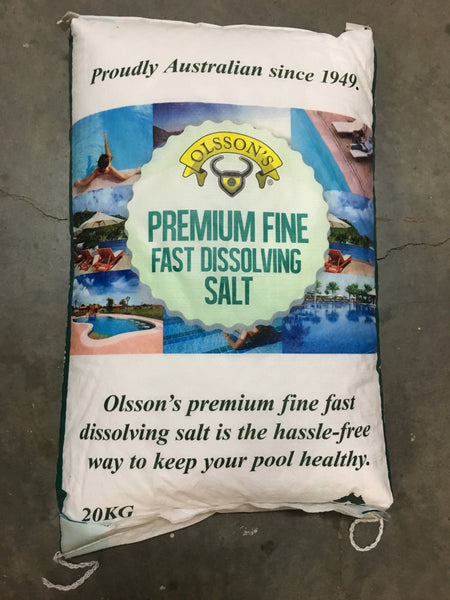 Proudly Australian since 1949.
OLSSON'S
®
PREMIUM FINE
FAST DISSOLVING
SALT
Olsson's premium fine fast
dissolving salt is the hassle-free
way to keep your pool healthy.
20KG